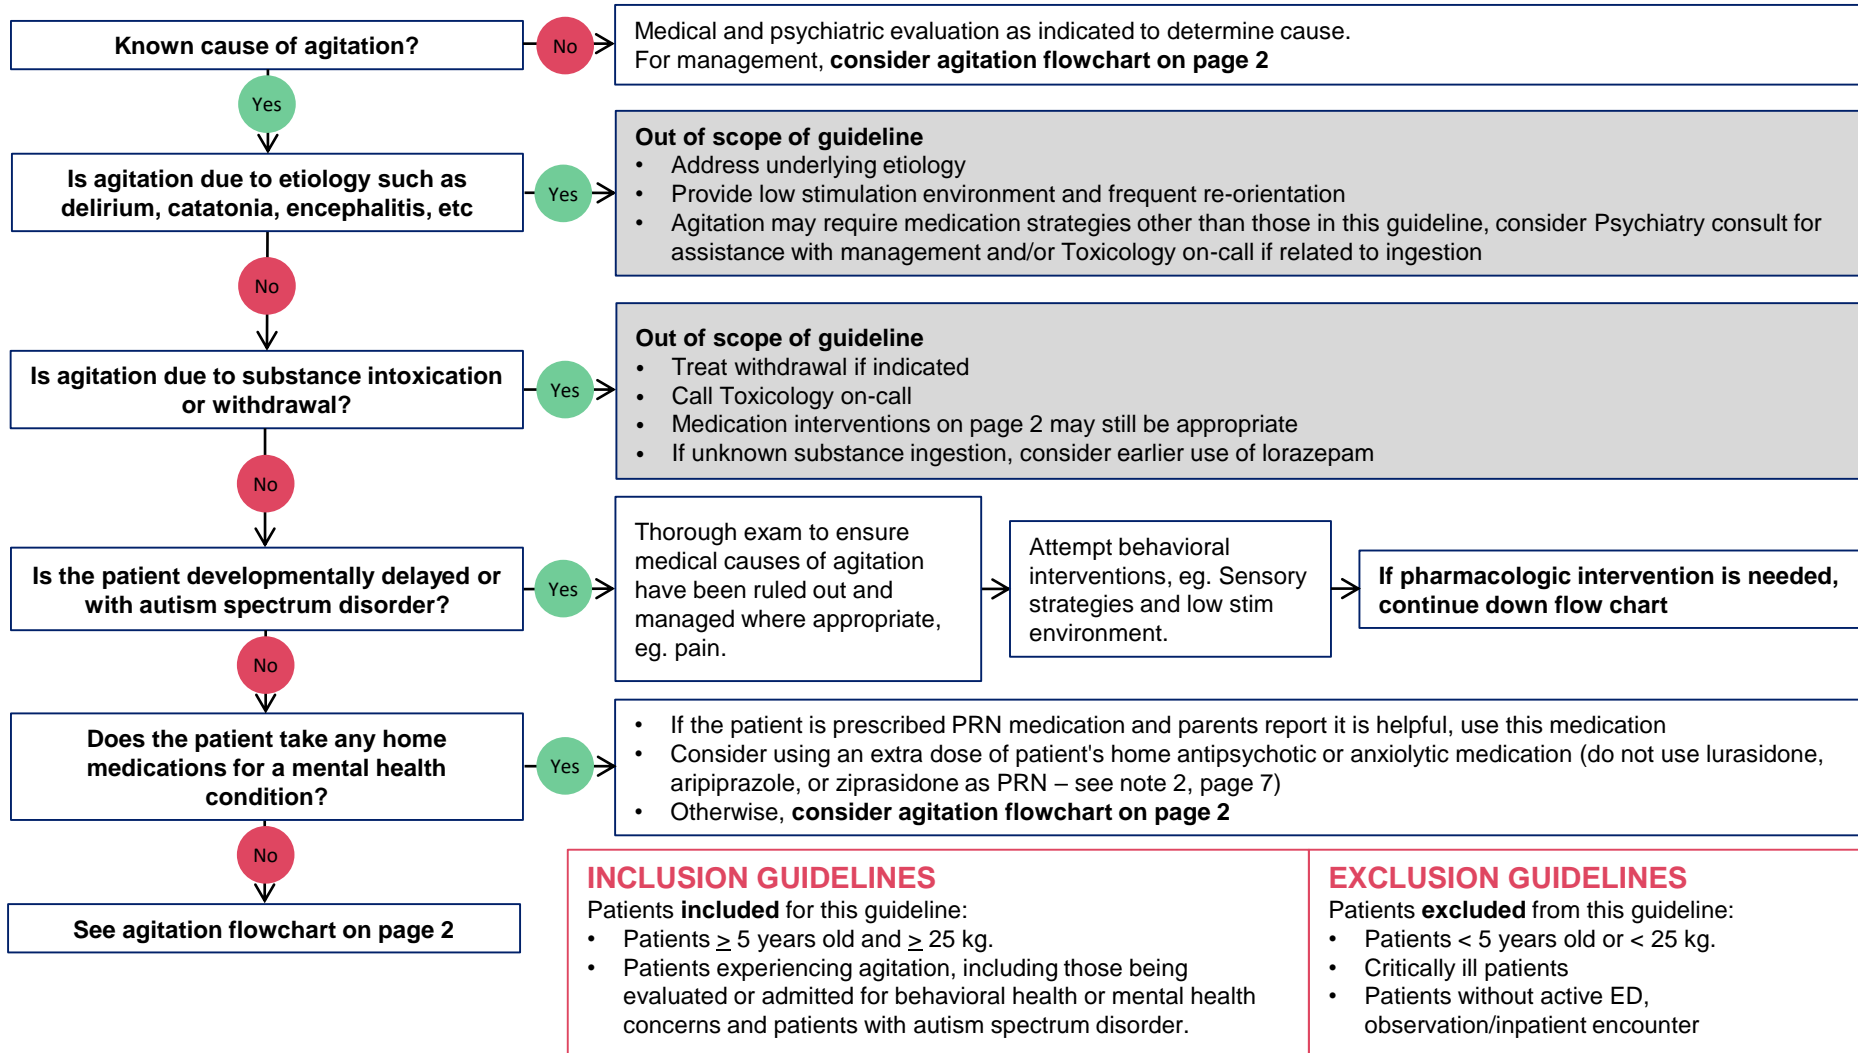 Known cause of agitation?
No
Medical and psychiatric evaluation as indicated to determine cause.
For management, consider agitation flowchart on page 2
Yes
Is agitation due to etiology such as
delirium, catatonia, encephalitis, etc
Yes
Out of scope of guideline
• Address underlying etiology
• Provide low stimulation environment and frequent re-orientation
• Agitation may require medication strategies other than those in this guideline, consider Psychiatry consult for
assistance with management and/or Toxicology on-call if related to ingestion
No
Is agitation due to substance intoxication
or withdrawal?
Yes
Out of scope of guideline
• Treat withdrawal if indicated
• Call Toxicology on-call
• Medication interventions on page 2 may still be appropriate
• If unknown substance ingestion, consider earlier use of lorazepam
No
Is the patient developmentally delayed or
with autism spectrum disorder?
Yes
Thorough exam to ensure
medical causes of agitation
have been ruled out and
managed where appropriate,
eg. pain.
Attempt behavioral
interventions, eg. Sensory
strategies and low stim
environment.
If pharmacologic intervention is needed,
continue down flow chart
No
Does the patient take any home
medications for a mental health
condition?
Yes
• If the patient is prescribed PRN medication and parents report it is helpful, use this medication
• Consider using an extra dose of patient's home antipsychotic or anxiolytic medication (do not use lurasidone,
aripiprazole, or ziprasidone as PRN – see note 2, page 7)
• Otherwise, consider agitation flowchart on page 2
No
See agitation flowchart on page 2
INCLUSION GUIDELINES
Patients included for this guideline:
• Patients ≥ 5 years old and ≥ 25 kg.
• Patients experiencing agitation, including those being
evaluated or admitted for behavioral health or mental health
concerns and patients with autism spectrum disorder.
EXCLUSION GUIDELINES
Patients excluded from this guideline:
• Patients < 5 years old or < 25 kg.
• Critically ill patients
• Patients without active ED,
observation/inpatient encounter